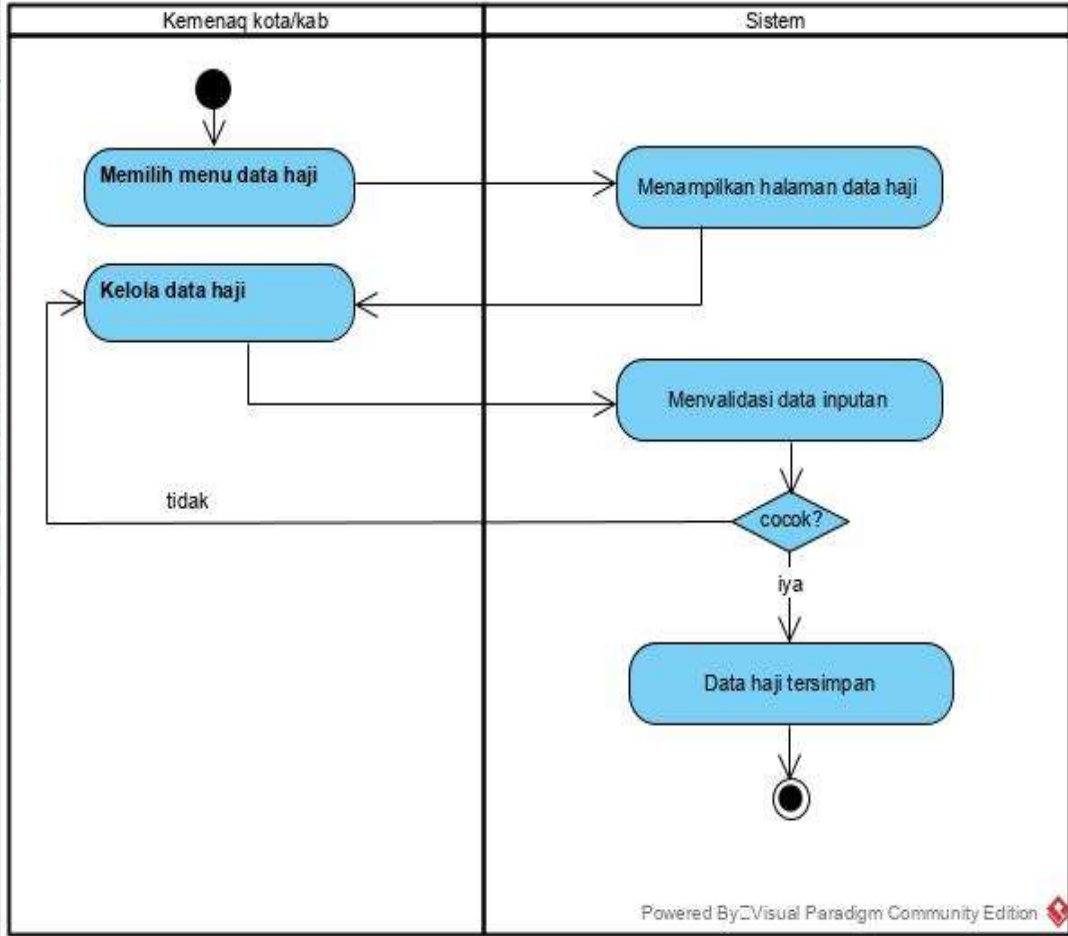 Kemenag kota/kab
Sistem
Memilih menu data haji
Menampilkan halaman data haji
Kelola data haji
Menvalidasi data inputan
tidak
cocok?
iya
Data haji tersimpan
Powered By Visual Paradigm Community Edition